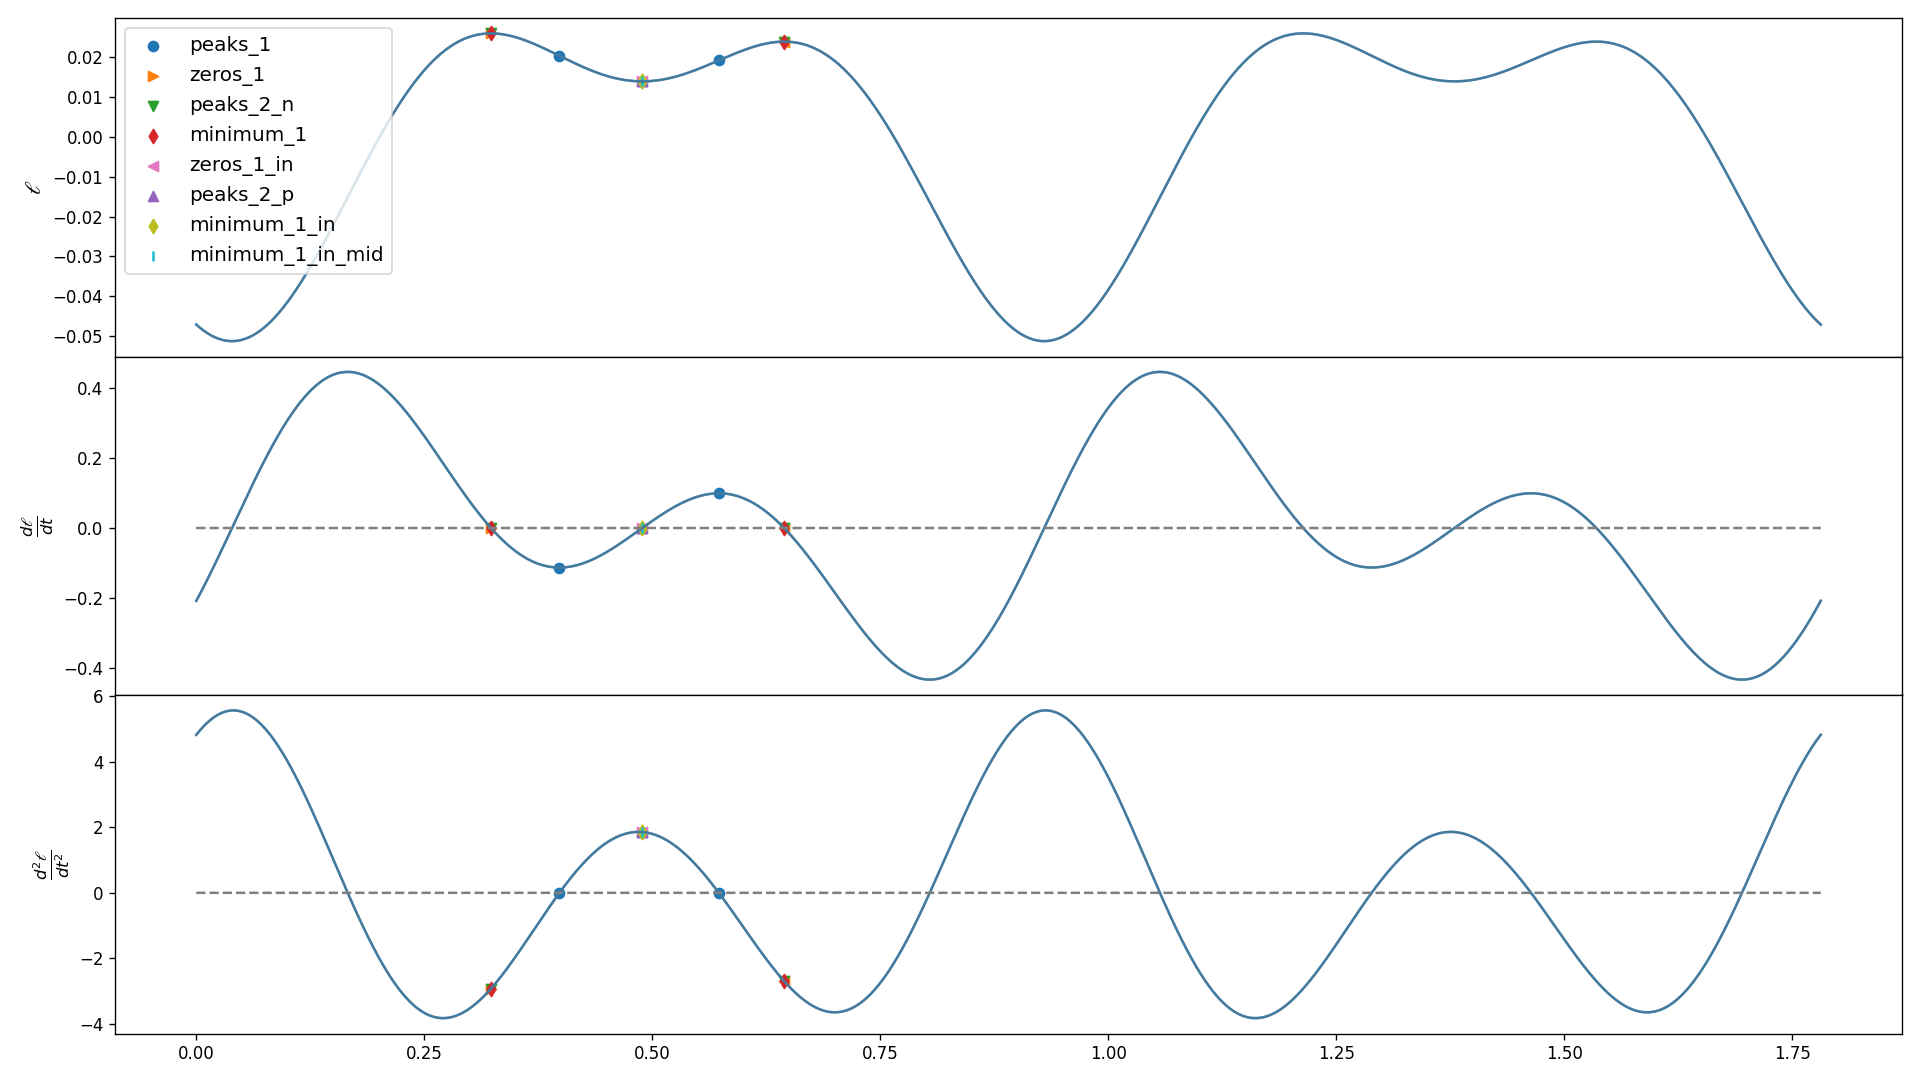 peaks_1
zeros_1
peaks_2_n
minimum_1
zeros_1_in
peaks_2_p
minimum_1_in
minimum_1_in_mid
0.02
0.01
0.00
−0.01
−0.02
−0.03
−0.04
−0.05
ℓ
0.4
0.2
0.0
−0.2
−0.4
dℓ
dt
6
4
2
0
−2
−4
d²ℓ
dt²
0.00 0.25 0.50 0.75 1.00 1.25 1.50 1.75